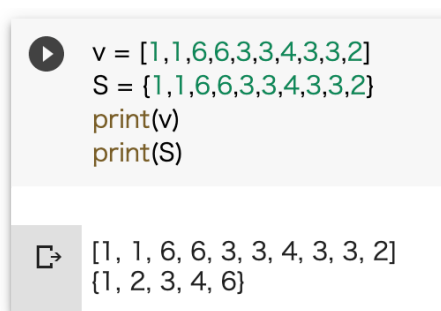 v = [1,1,6,6,3,3,4,3,3,2]
S = {1,1,6,6,3,3,4,3,3,2}
print(v)
print(S)
[1, 1, 6, 6, 3, 3, 4, 3, 3, 2]
{1, 2, 3, 4, 6}